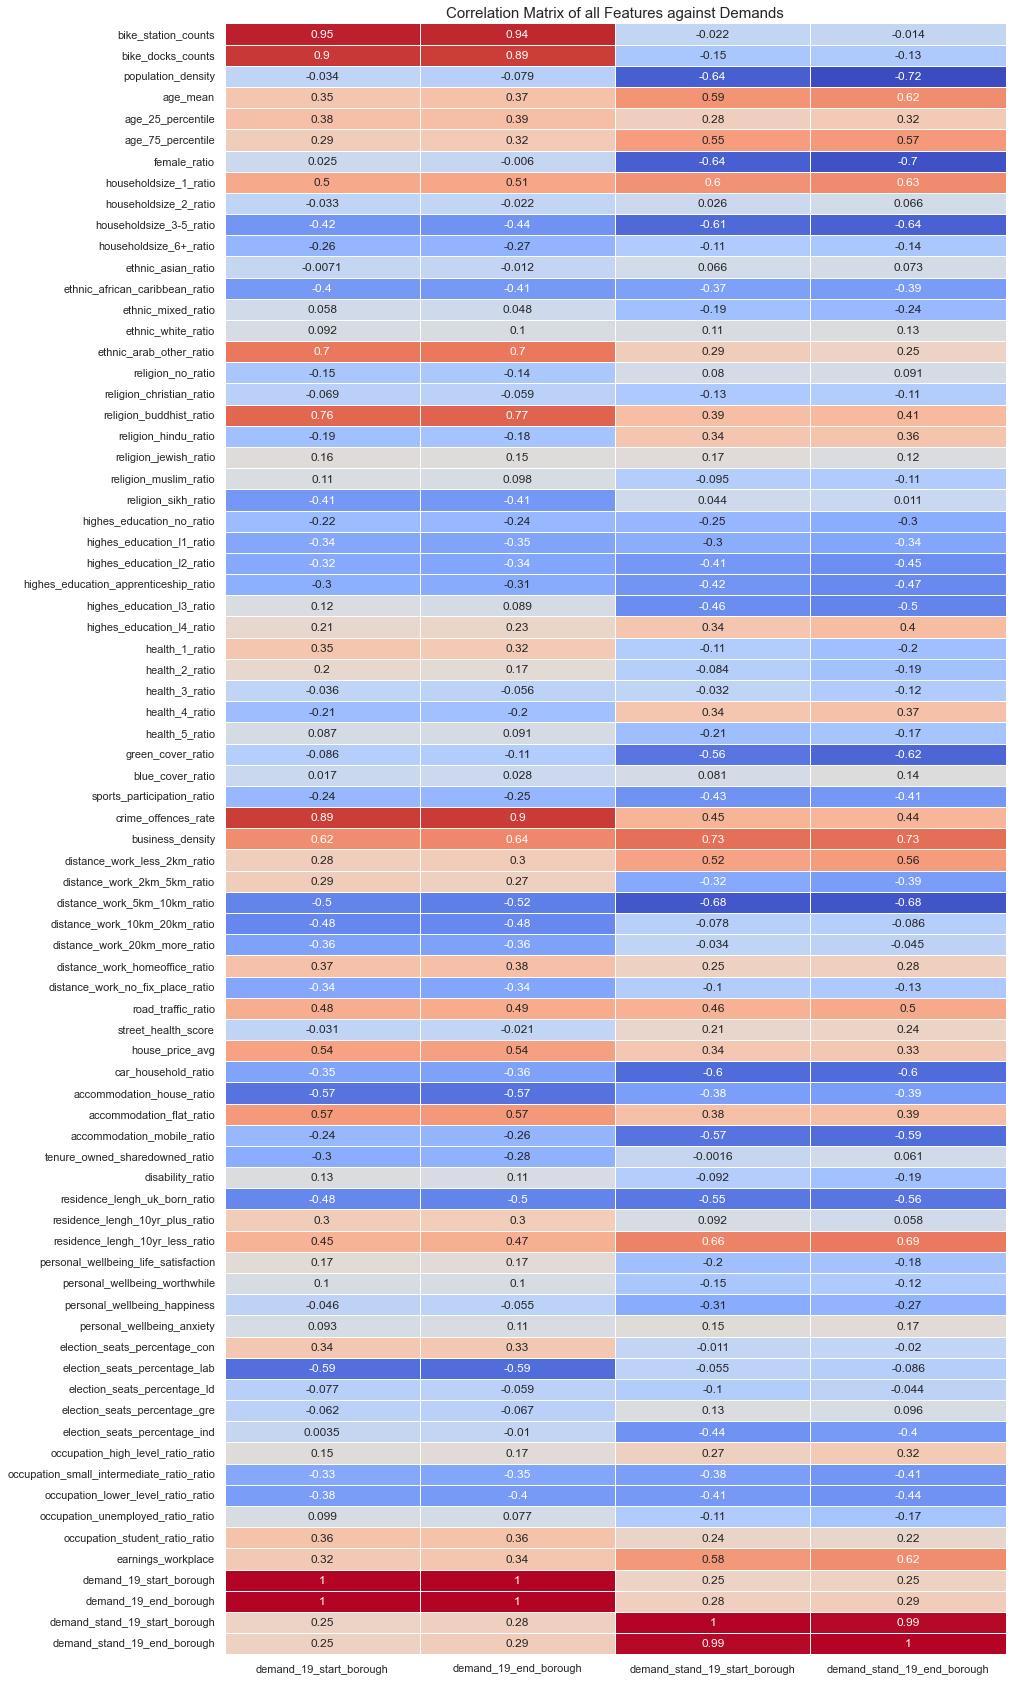 Correlation Matrix of all Features against Demands
bike_station_counts 0.95 0.94 -0.022 -0.014
bike_docks_counts 0.9 0.89 -0.15 -0.13
population_density -0.034 -0.079 -0.64 -0.72
age_mean 0.35 0.37 0.59 0.62
age_25_percentile 0.38 0.39 0.28 0.32
age_75_percentile 0.29 0.32 0.55 0.57
female_ratio 0.025 -0.006 -0.64 -0.7
householdsize_1_ratio 0.5 0.51 0.6 0.63
householdsize_2_ratio -0.033 -0.022 0.026 0.066
householdsize_3-5_ratio -0.42 -0.44 -0.61 -0.64
householdsize_6+_ratio -0.26 -0.27 -0.11 -0.14
ethnic_asian_ratio -0.0071 -0.012 0.066 0.073
ethnic_african_caribbean_ratio -0.4 -0.41 -0.37 -0.39
ethnic_mixed_ratio 0.058 0.048 -0.19 -0.24
ethnic_white_ratio 0.092 0.1 0.11 0.13
ethnic_arab_other_ratio 0.7 0.7 0.29 0.25
religion_no_ratio -0.15 -0.14 0.08 0.091
religion_christian_ratio -0.069 -0.059 -0.13 -0.11
religion_buddhist_ratio 0.76 0.77 0.39 0.41
religion_hindu_ratio -0.19 -0.18 0.34 0.36
religion_jewish_ratio 0.16 0.15 0.17 0.12
religion_muslim_ratio 0.11 0.098 -0.095 -0.11
religion_sikh_ratio -0.41 -0.41 0.044 0.011
highes_education_no_ratio -0.22 -0.24 -0.25 -0.3
highes_education_l1_ratio -0.34 -0.35 -0.3 -0.34
highes_education_l2_ratio -0.32 -0.34 -0.41 -0.45
highes_education_apprenticeship_ratio -0.3 -0.31 -0.42 -0.47
highes_education_l3_ratio 0.12 0.089 -0.46 -0.5
highes_education_l4_ratio 0.21 0.23 0.34 0.4
health_1_ratio 0.35 0.32 -0.11 -0.2
health_2_ratio 0.2 0.17 -0.084 -0.19
health_3_ratio -0.036 -0.056 -0.032 -0.12
health_4_ratio -0.21 -0.2 0.34 0.37
health_5_ratio 0.087 0.091 -0.21 -0.17
green_cover_ratio -0.086 -0.11 -0.56 -0.62
blue_cover_ratio 0.017 0.028 0.081 0.14
sports_participation_ratio -0.24 -0.25 -0.43 -0.41
crime_offences_rate 0.89 0.9 0.45 0.44
business_density 0.62 0.64 0.73 0.73
distance_work_less_2km_ratio 0.28 0.3 0.52 0.56
distance_work_2km_5km_ratio 0.29 0.27 -0.32 -0.39
distance_work_5km_10km_ratio -0.5 -0.52 -0.68 -0.68
distance_work_10km_20km_ratio -0.48 -0.48 -0.078 -0.086
distance_work_20km_more_ratio -0.36 -0.36 -0.034 -0.045
distance_work_homeoffice_ratio 0.37 0.38 0.25 0.28
distance_work_no_fix_place_ratio -0.34 -0.34 -0.1 -0.13
road_traffic_ratio 0.48 0.49 0.46 0.5
street_health_score -0.031 -0.021 0.21 0.24
house_price_avg 0.54 0.54 0.34 0.33
car_household_ratio -0.35 -0.36 -0.6 -0.6
accommodation_house_ratio -0.57 -0.57 -0.38 -0.39
accommodation_flat_ratio 0.57 0.57 0.38 0.39
accommodation_mobile_ratio -0.24 -0.26 -0.57 -0.59
tenure_owned_sharedowned_ratio -0.3 -0.28 -0.0016 0.061
disability_ratio 0.13 0.11 -0.092 -0.19
residence_lengh_uk_born_ratio -0.48 -0.5 -0.55 -0.56
residence_lengh_10yr_plus_ratio 0.3 0.3 0.092 0.058
residence_lengh_10yr_less_ratio 0.45 0.47 0.66 0.69
personal_wellbeing_life_satisfaction 0.17 0.17 -0.2 -0.18
personal_wellbeing_worthwhile 0.1 0.1 -0.15 -0.12
personal_wellbeing_happiness -0.046 -0.055 -0.31 -0.27
personal_wellbeing_anxiety 0.093 0.11 0.15 0.17
election_seats_percentage_con 0.34 0.33 -0.011 -0.02
election_seats_percentage_lab -0.59 -0.59 -0.055 -0.086
election_seats_percentage_ld -0.077 -0.059 -0.1 -0.044
election_seats_percentage_gre -0.062 -0.067 0.13 0.096
election_seats_percentage_ind 0.0035 -0.01 -0.44 -0.4
occupation_high_level_ratio_ratio 0.15 0.17 0.27 0.32
occupation_small_intermediate_ratio_ratio -0.33 -0.35 -0.38 -0.41
occupation_lower_level_ratio_ratio -0.38 -0.4 -0.41 -0.44
occupation_unemployed_ratio_ratio 0.099 0.077 -0.11 -0.17
occupation_student_ratio_ratio 0.36 0.36 0.24 0.22
earnings_workplace 0.32 0.34 0.58 0.62
demand_19_start_borough 1 1 0.25 0.25
demand_19_end_borough 1 1 0.28 0.29
demand_stand_19_start_borough 0.25 0.28 1 0.99
demand_stand_19_end_borough 0.25 0.29 0.99 1
demand_19_start_borough demand_19_end_borough demand_stand_19_start_borough demand_stand_19_end_borough